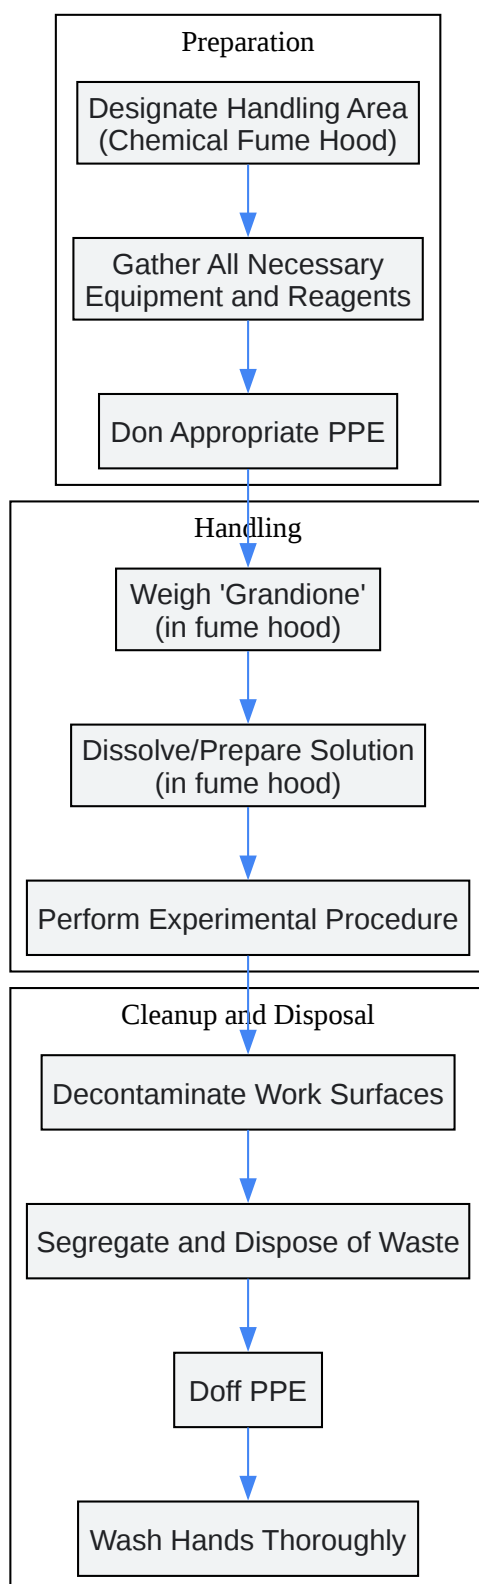 Preparation
Designate Handling Area
(Chemical Fume Hood)
Gather All Necessary
Equipment and Reagents
Don Appropriate PPE
Handling
Weigh 'Grandione'
(in fume hood)
Dissolve/Prepare Solution
(in fume hood)
Perform Experimental Procedure
Cleanup and Disposal
Decontaminate Work Surfaces
Segregate and Dispose of Waste
Doff PPE
Wash Hands Thoroughly